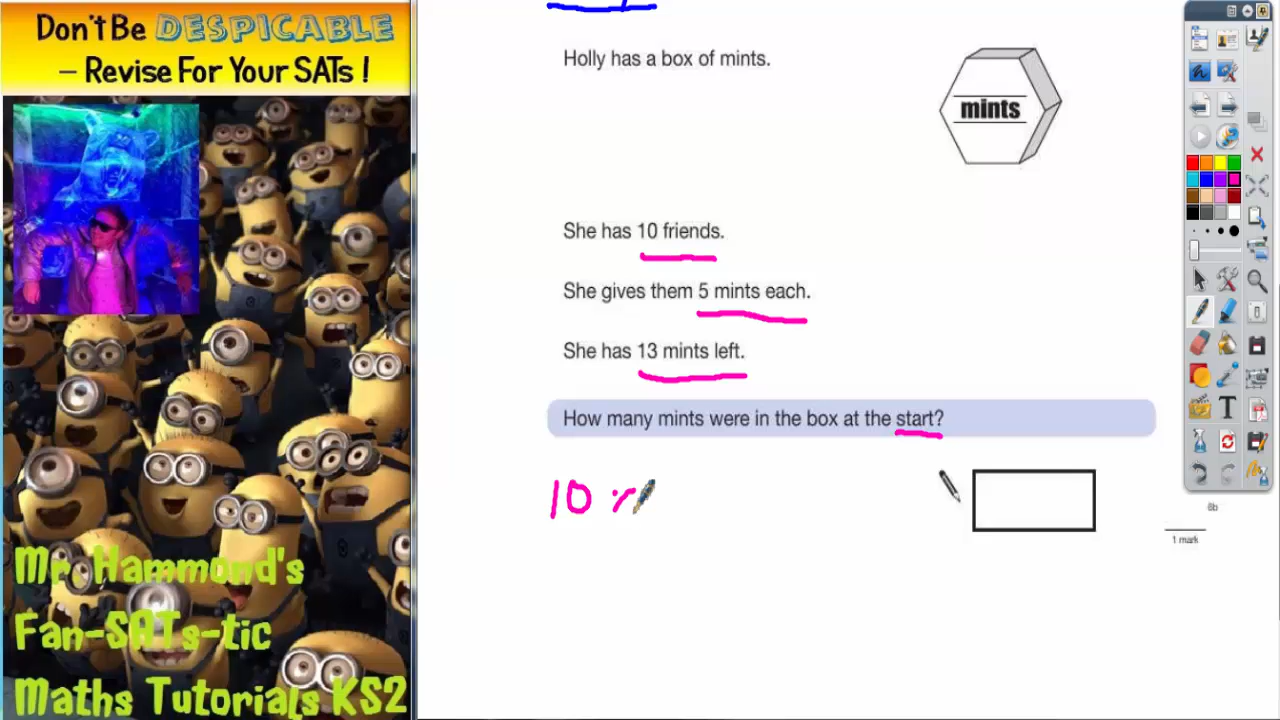 Don't Be DESPICABLE
– Revise For Your SATs !
Mr. Hammond's
Fan-SATs-tic
Maths Tutorials KS2
Holly has a box of mints.
mints
She has 10 friends.
She gives them 5 mints each.
She has 13 mints left.
How many mints were in the box at the start?
10 ×
8b
1 mark
T